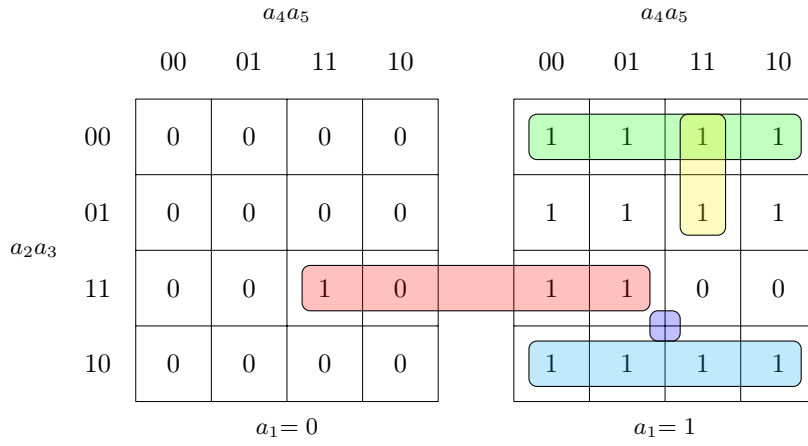 a₄a₅ a₄a₅
00 01 11 10 00 01 11 10
00 0 0 0 0 1 1 1 1
01 0 0 0 0 1 1 1 1
a₂a₃
11 0 0 1 0 1 1 0 0
10 0 0 0 0 1 1 1 1
a₁= 0 a₁= 1